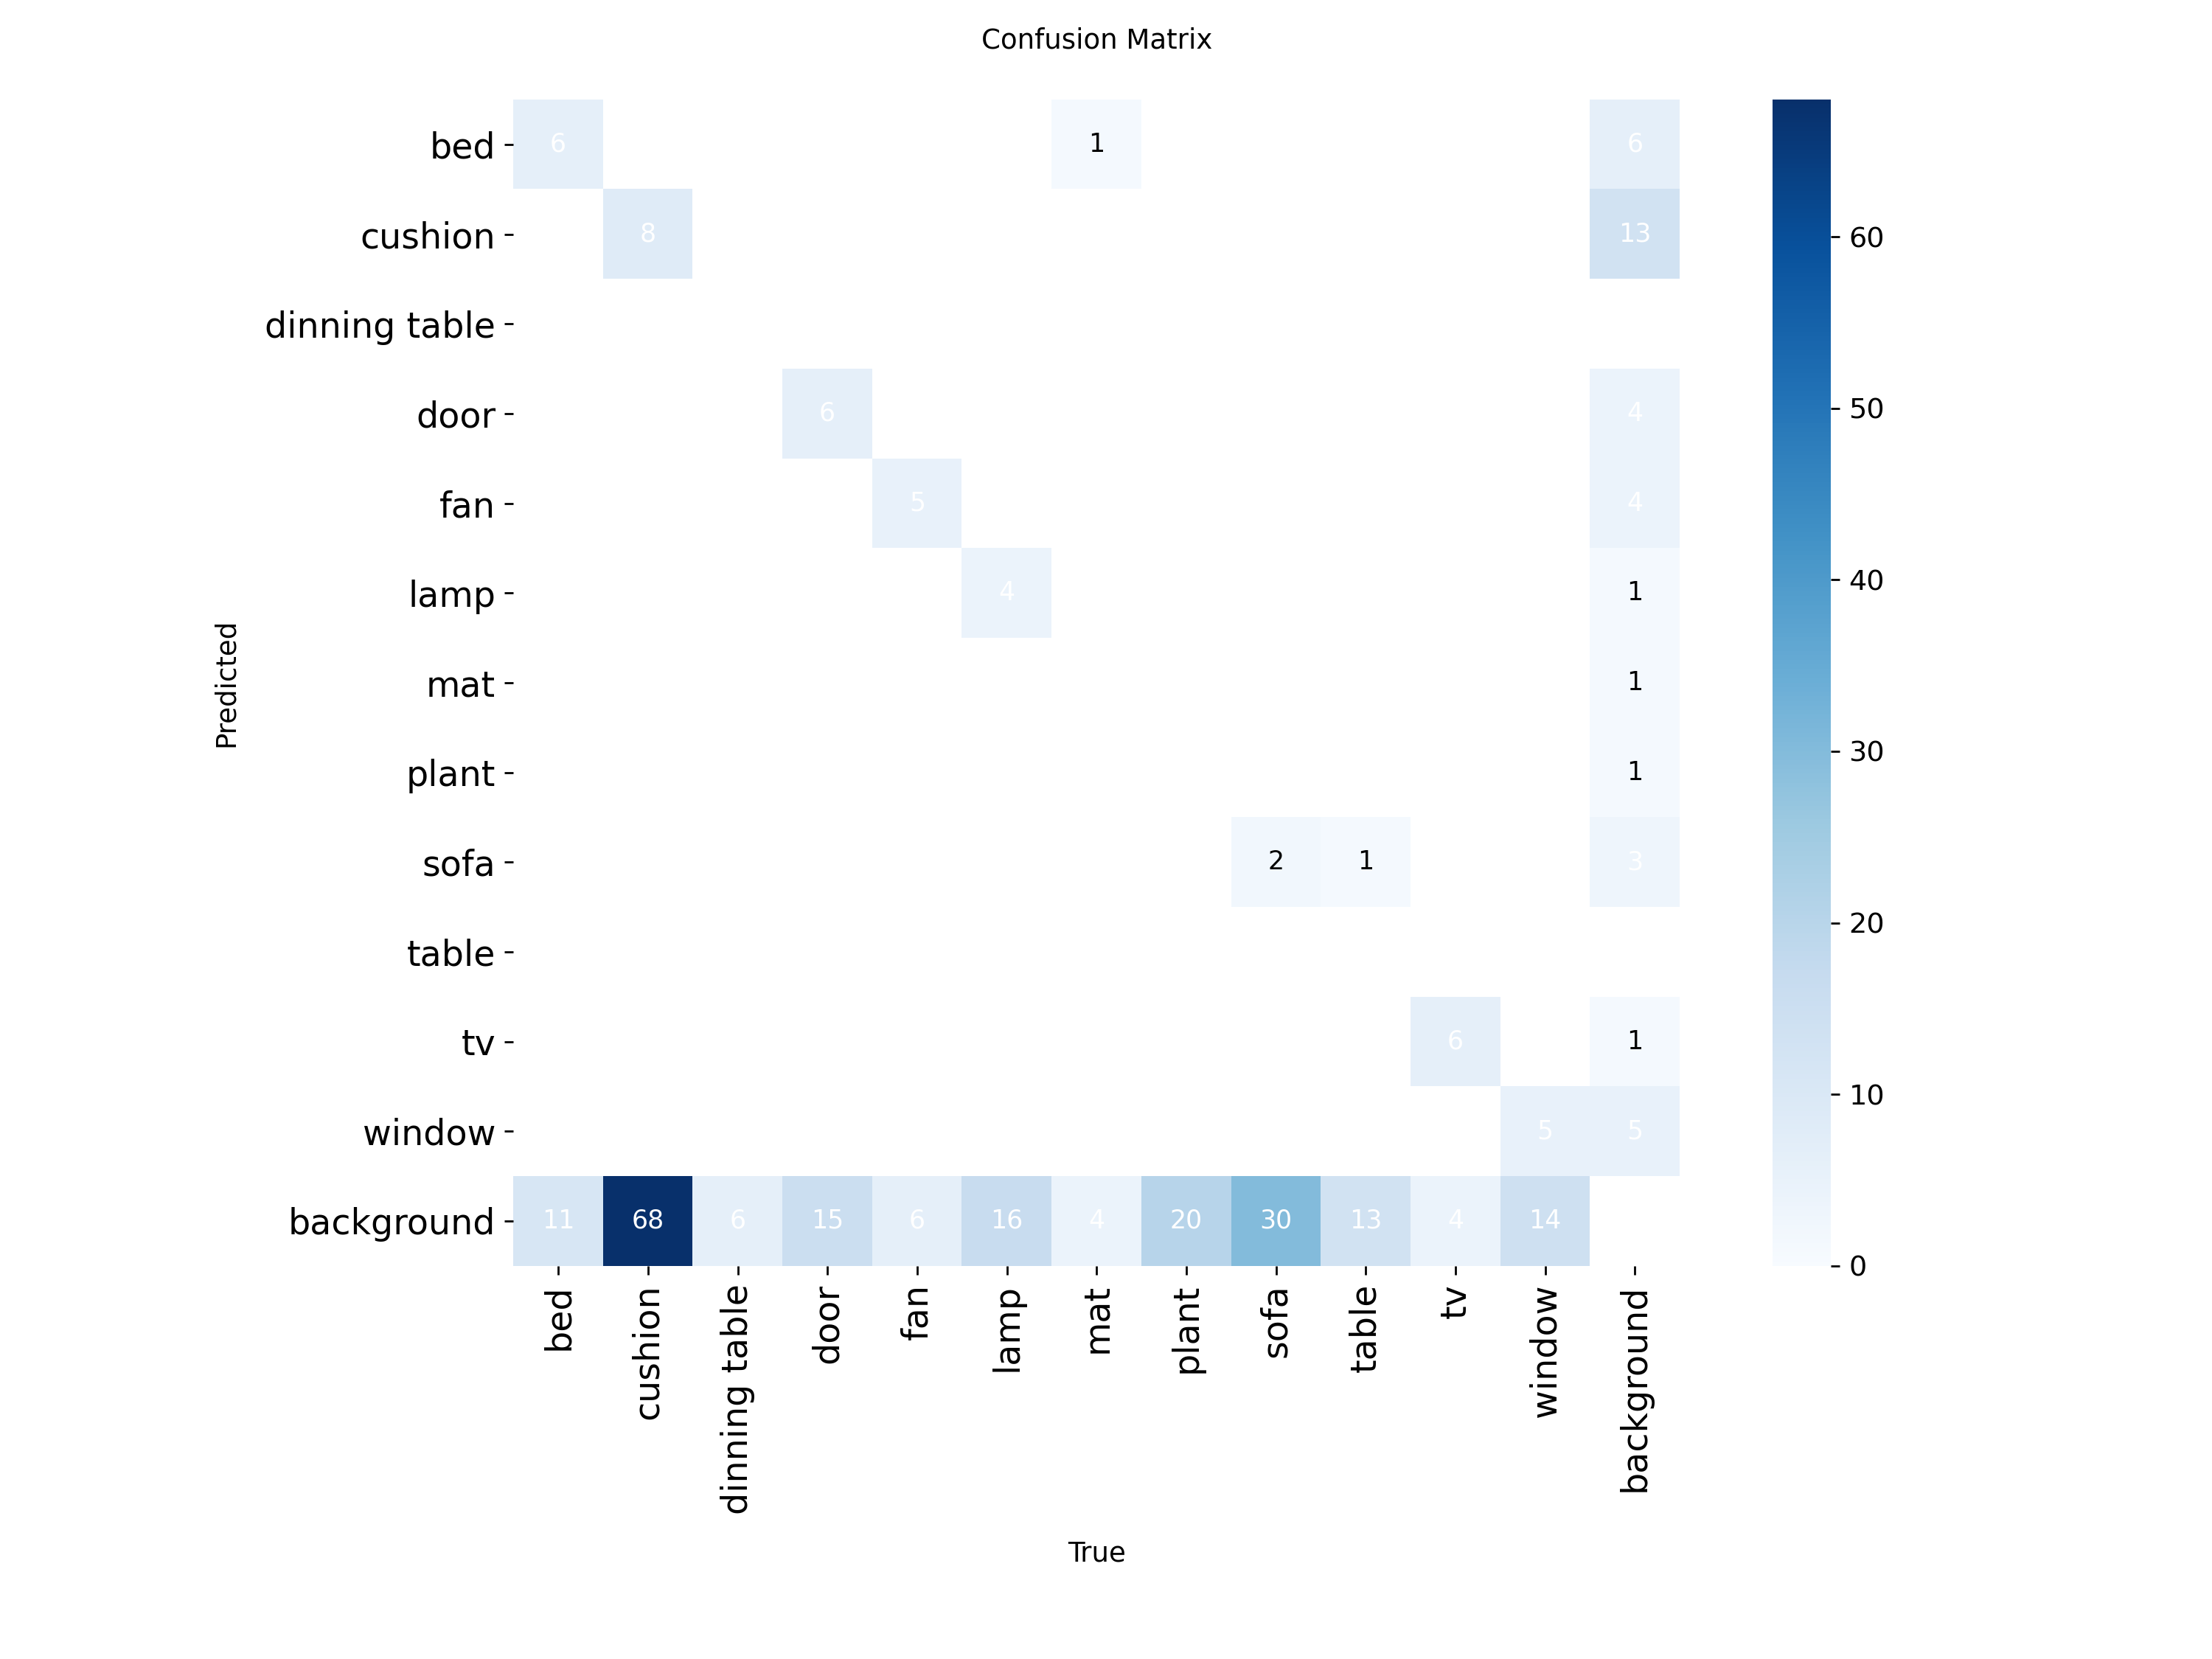 Confusion Matrix
bed 6 1 6
cushion 8 13 60
dinning table
door 6 4 50
fan 5 4
lamp 4 1 40
mat 1
Predicted
plant 1 30
sofa 2 1 3
table 20
tv 6 1 10
window 5 5
background 11 68 6 15 6 16 4 20 30 13 4 14 0
bed cushion dinning table door fan lamp mat plant sofa table tv window background
True